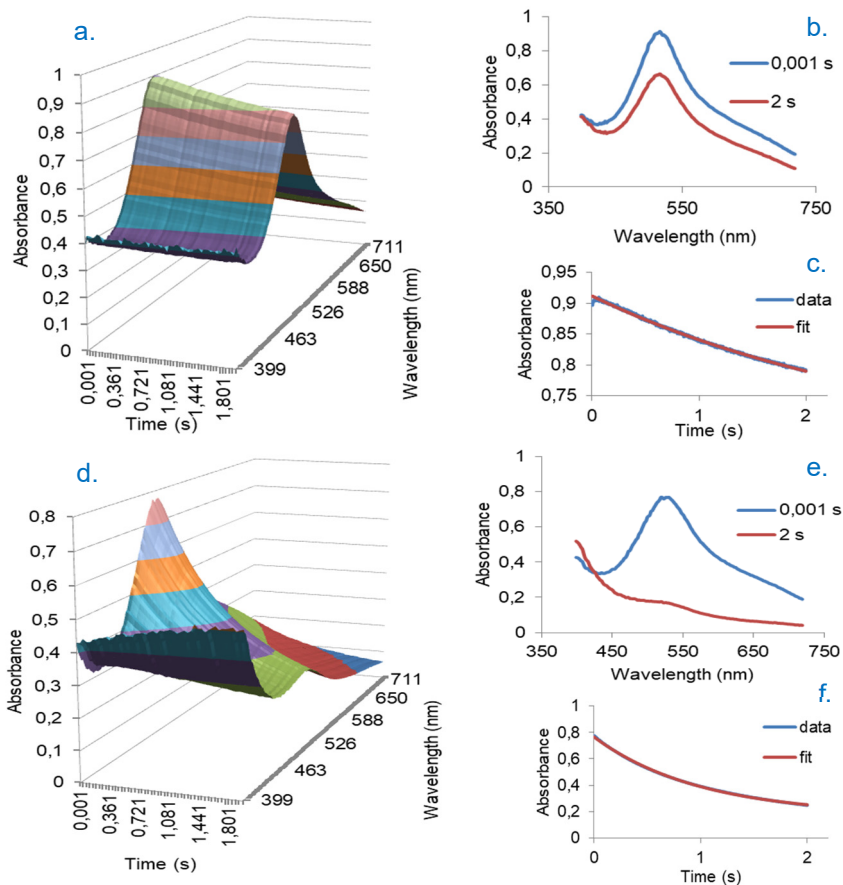 a.
Absorbance
1
0,9
0,8
0,7
0,6
0,5
0,4
0,3
0,2
0,1
0
0,001
0,361
0,721
1,081
1,441
1,801
Time (s)
399
463
526
588
650
711
Wavelength (nm)
b.
Absorbance
1
0,8
0,6
0,4
0,2
0
350 550 750
Wavelength (nm)
0,001 s
2 s
c.
Absorbance
0,95
0,9
0,85
0,8
0,75
0 1 2
Time (s)
data
fit
d.
Absorbance
0,8
0,7
0,6
0,5
0,4
0,3
0,2
0,1
0
0,001
0,361
0,721
1,081
1,441
1,801
Time (s)
399
463
526
588
650
711
Wavelength (nm)
e.
Absorbance
1
0,8
0,6
0,4
0,2
0
350 450 550 650 750
Wavelength (nm)
0,001 s
2 s
f.
Absorbance
1
0,8
0,6
0,4
0,2
0 1 2
Time (s)
data
fit